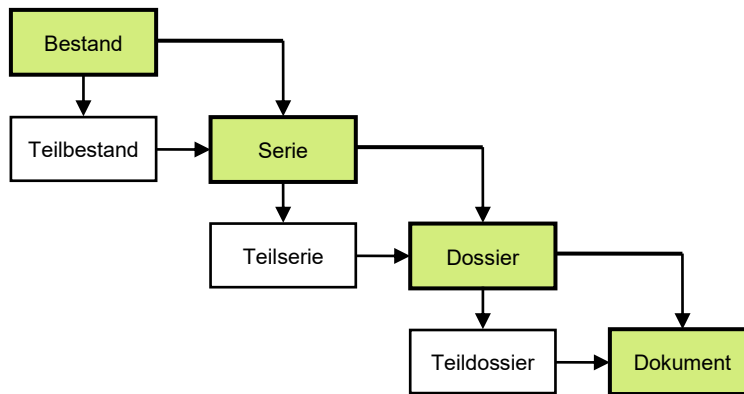 Bestand
Teilbestand
Serie
Teilserie
Dossier
Teildossier
Dokument